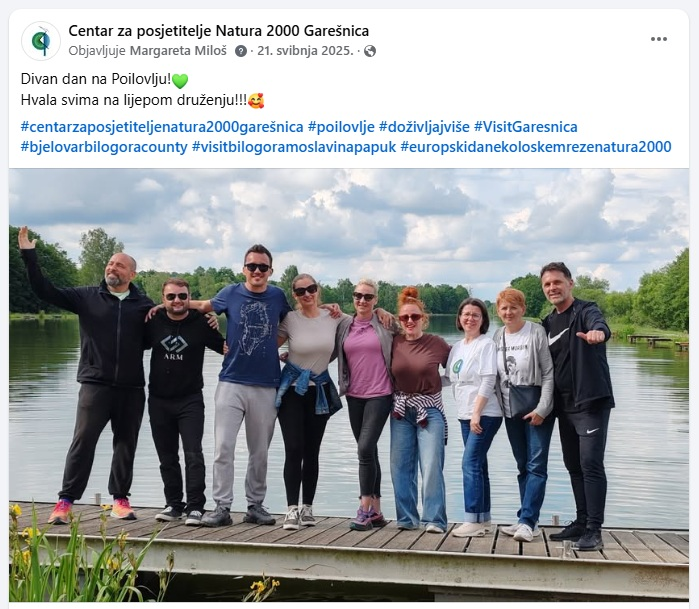 Centar za posjetitelje Natura 2000 Garešnica
Objavljuje Margareta Miloš · 21. svibnja 2025. ·
Divan dan na Poilovlju!💚
Hvala svima na lijepom druženju!!!🥰
#centarzaposjetiteljenatura2000garešnica #poilovlje #doživljajviše #VisitGaresnica
#bjelovarbilogoracounty #visitbilogoramoslavinapapuk #europskidanekoloskemrezenatura2000
ARM